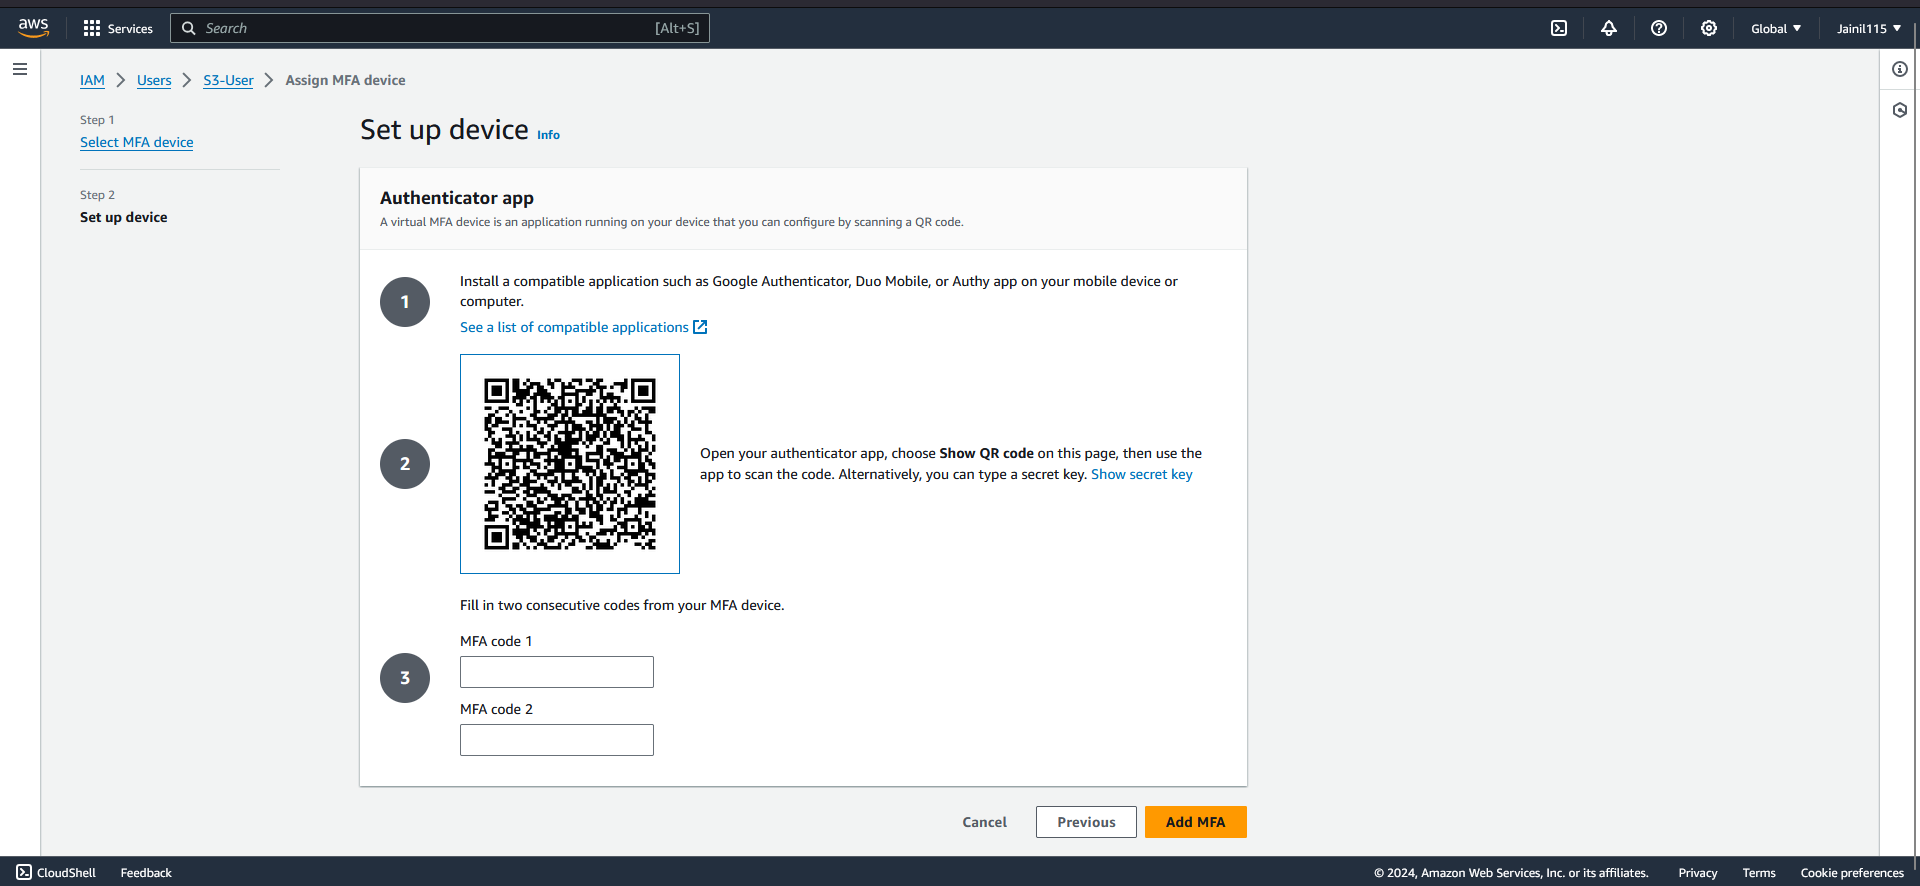 aws
Services
Search
[Alt+S]
Global
Jainil115
IAM
Users
S3-User
Assign MFA device
Step 1
Select MFA device
Step 2
Set up device
Set up device Info
Authenticator app
A virtual MFA device is an application running on your device that you can configure by scanning a QR code.
1
Install a compatible application such as Google Authenticator, Duo Mobile, or Authy app on your mobile device or
computer.
See a list of compatible applications
2
Open your authenticator app, choose Show QR code on this page, then use the
app to scan the code. Alternatively, you can type a secret key. Show secret key
3
Fill in two consecutive codes from your MFA device.
MFA code 1
MFA code 2
Cancel
Previous
Add MFA
CloudShell
Feedback
© 2024, Amazon Web Services, Inc. or its affiliates.
Privacy
Terms
Cookie preferences